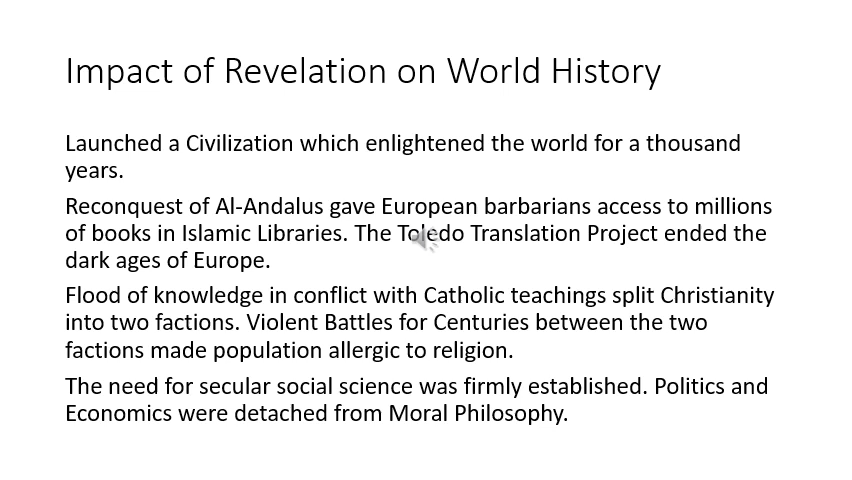 Impact of Revelation on World History
Launched a Civilization which enlightened the world for a thousand
years.
Reconquest of Al-Andalus gave European barbarians access to millions
of books in Islamic Libraries. The Toledo Translation Project ended the
dark ages of Europe.
Flood of knowledge in conflict with Catholic teachings split Christianity
into two factions. Violent Battles for Centuries between the two
factions made population allergic to religion.
The need for secular social science was firmly established. Politics and
Economics were detached from Moral Philosophy.